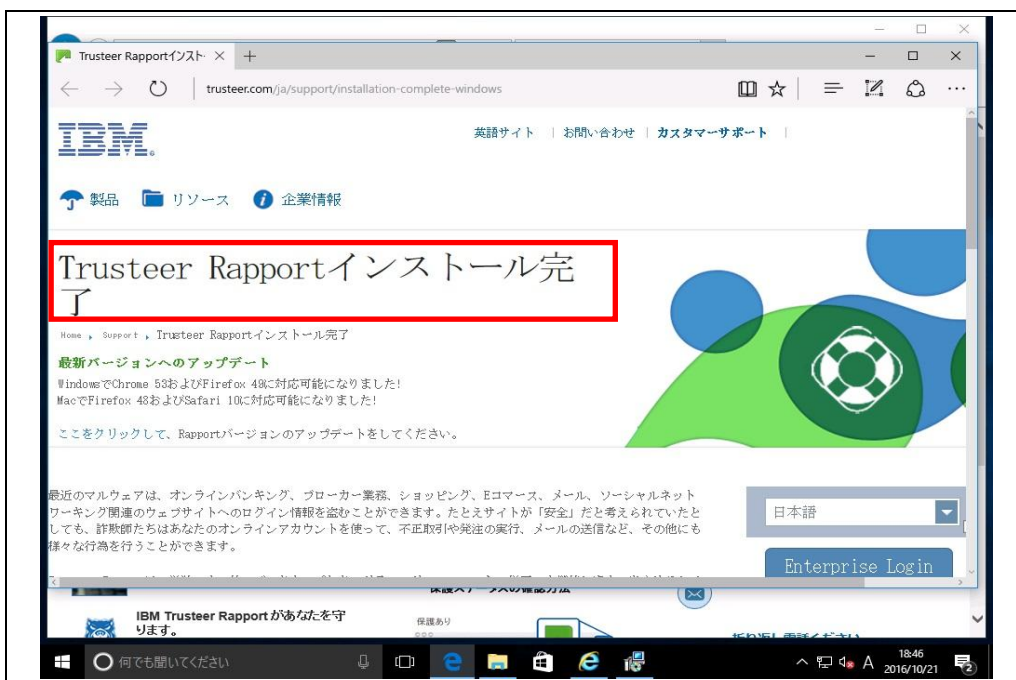 Trusteer Rapportインスト
trusteer.com/ja/support/installation-complete-windows
IBM
英語サイト | お問い合わせ | カスタマーサポート |
製品 リソース 企業情報
Trusteer Rapportインストール完
了
Home , Support , Trusteer Rapportインストール完了
最新バージョンへのアップデート
WindowsでChrome 53およびFirefox 49に対応可能になりました!
MacでFirefox 48およびSafari 10に対応可能になりました!
ここをクリックして、Rapportバージョンのアップデートをしてください。
最近のマルウェアは、オンラインバンキング、ブローカー業務、ショッピング、Eコマース、メール、ソーシャルネット
ワーキング関連のウェブサイトへのログイン情報を盗むことができます。たとえサイトが「安全」だと考えられていたと
しても、詐欺師たちはあなたのオンラインアカウントを使って、不正取引や発注の実行、メールの送信など、その他にも
様々な行為を行うことができます。
日本語
Enterprise Login
保護ステータスの確認方法
IBM Trusteer Rapport があなたを守
ります。
保護あり
何でも聞いてください
A
18:46
2016/10/21
2